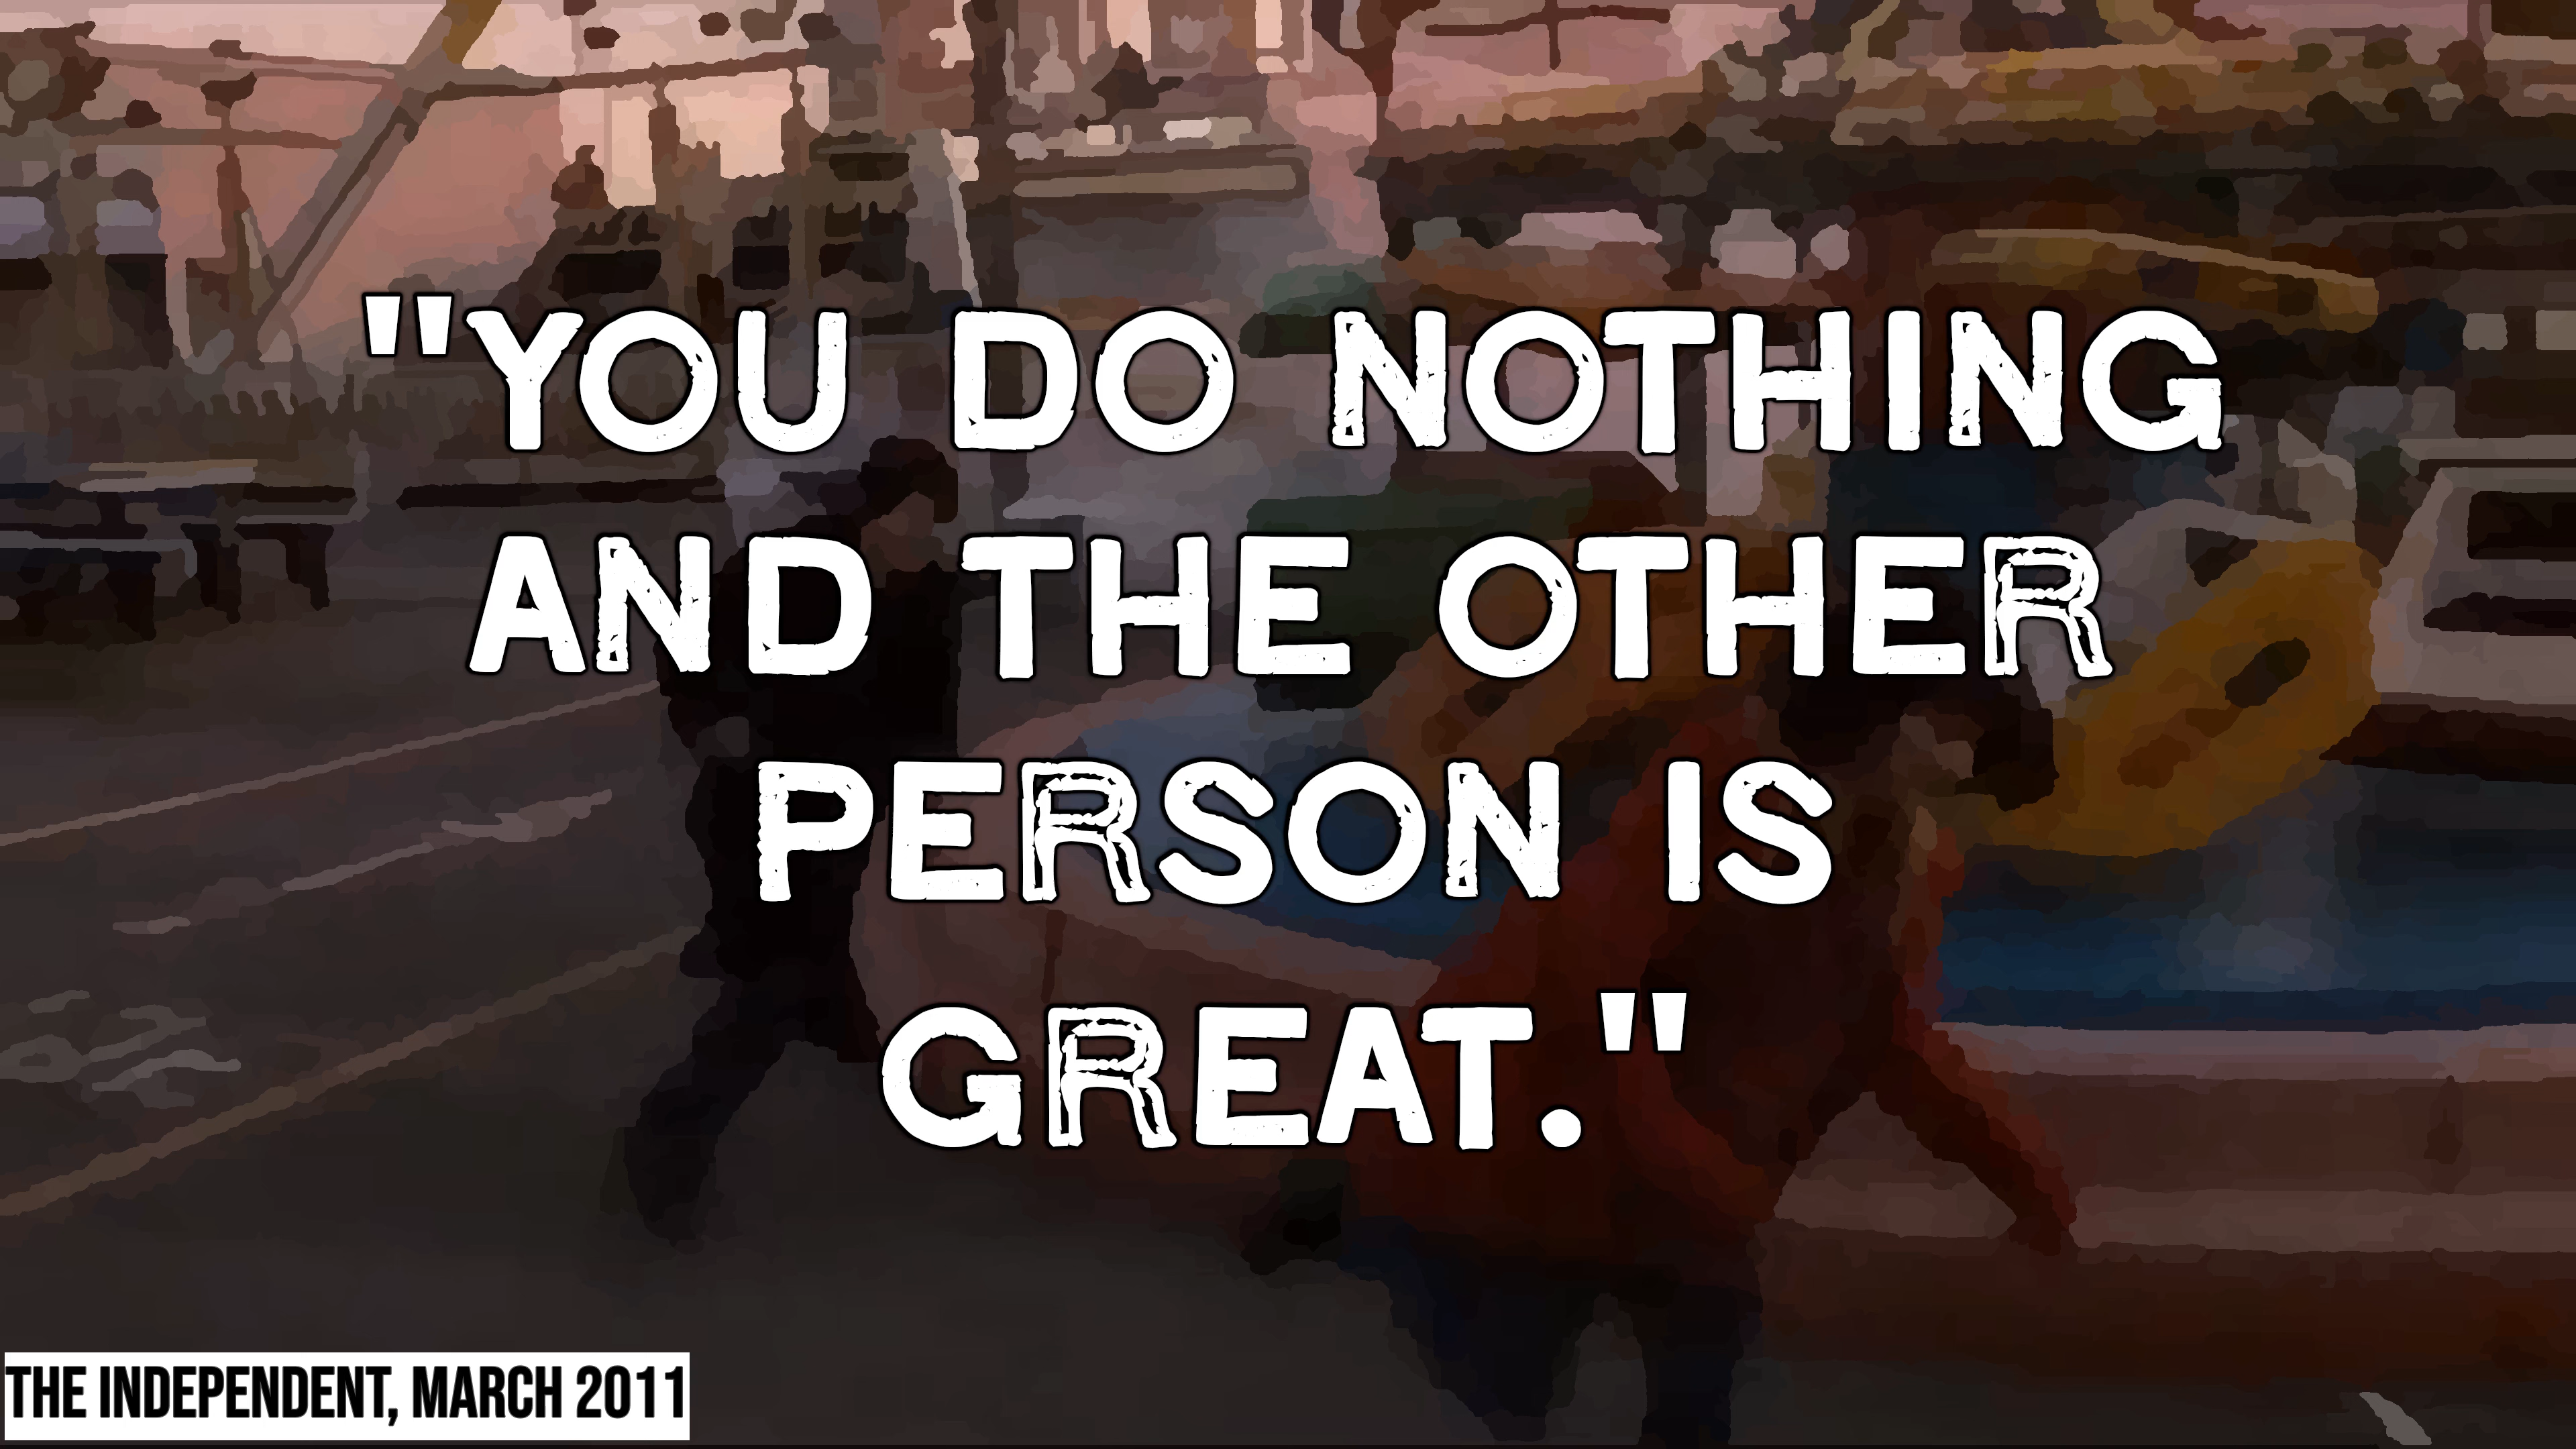 "YOU DO NOTHING
AND THE OTHER
PERSON IS
GREAT."
THE INDEPENDENT, MARCH 2011